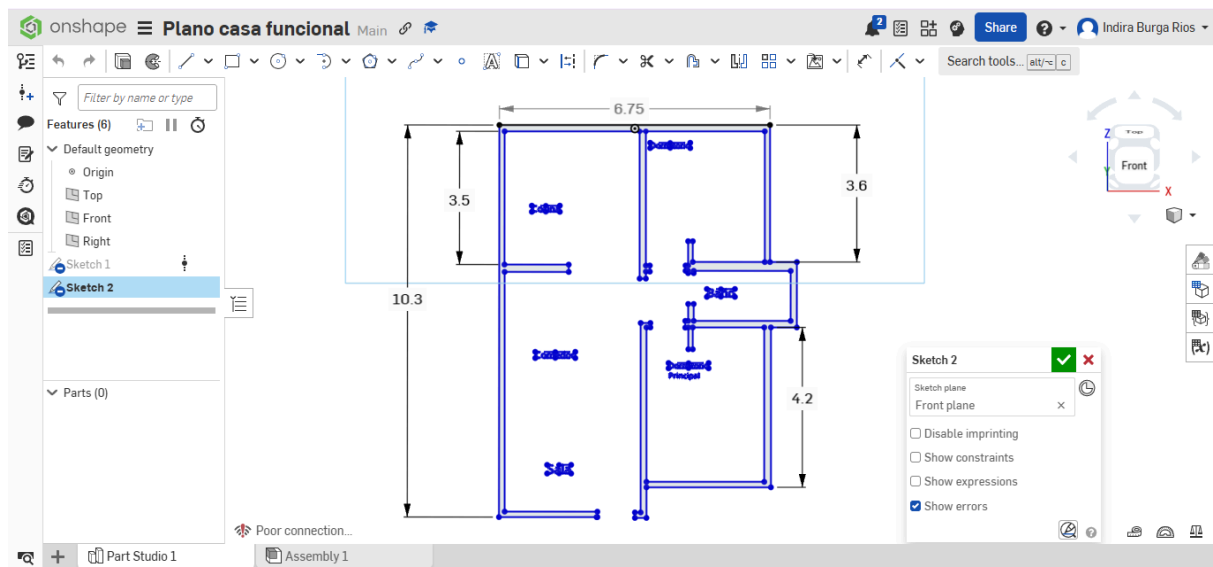 onshape Plano casa funcional Main 2 Share Indira Burga Rios
Search tools... alt/⌥ c
Filter by name or type
Features (6)
Default geometry
Origin
Top
Front
Right
Sketch 1
Sketch 2
Parts (0)
6.75
3.5
3.6
10.3
4.2
Baño
Principal
Sala
Z Top
Front
X
Sketch 2
Sketch plane
Front plane
Disable imprinting
Show constraints
Show expressions
Show errors
Poor connection...
Part Studio 1 Assembly 1